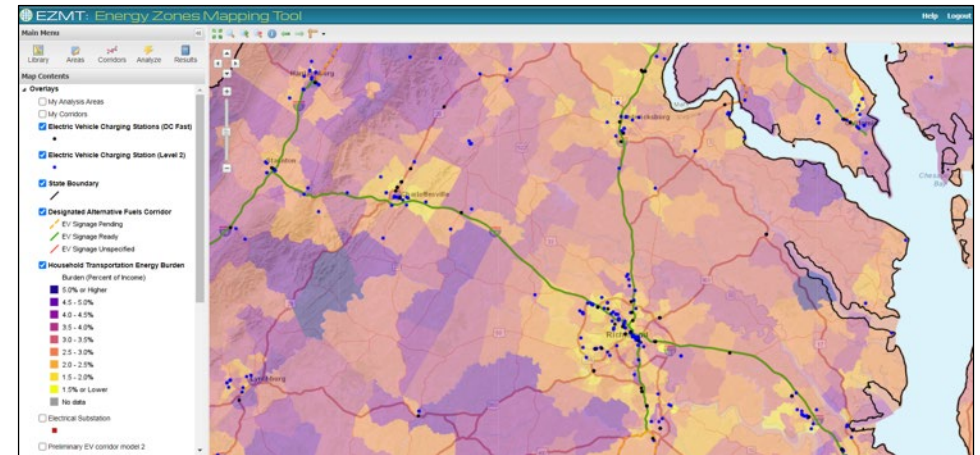 EZMT: Energy Zones Mapping Tool
Help Logout
Main Menu
Library Areas Corridors Analyze Results
Map Contents
Overlays
My Analysis Areas
My Corridors
Electric Vehicle Charging Stations (DC Fast)
Electric Vehicle Charging Station (Level 2)
State Boundary
Designated Alternative Fuels Corridor
EV Signage Pending
EV Signage Ready
EV Signage Unspecified
Household Transportation Energy Burden
Burden (Percent of Income)
5.0% or Higher
4.5 - 5.0%
4.0 - 4.5%
3.5 - 4.0%
3.0 - 3.5%
2.5 - 3.0%
2.0 - 2.5%
1.5 - 2.0%
1.5% or Lower
No data
Electrical Substation
Preliminary EV corridor model 2
Staunton
Lynchburg
Bay